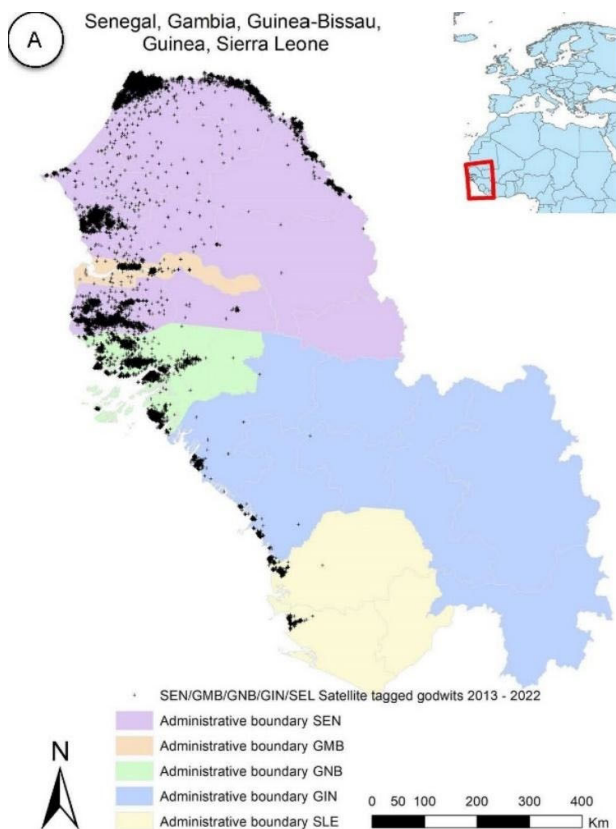 A
Senegal, Gambia, Guinea-Bissau,
Guinea, Sierra Leone
SEN/GMB/GNB/GIN/SEL Satellite tagged godwits 2013 - 2022
Administrative boundary SEN
Administrative boundary GMB
Administrative boundary GNB
Administrative boundary GIN
Administrative boundary SLE
N
0 50 100 200 300 400
Km